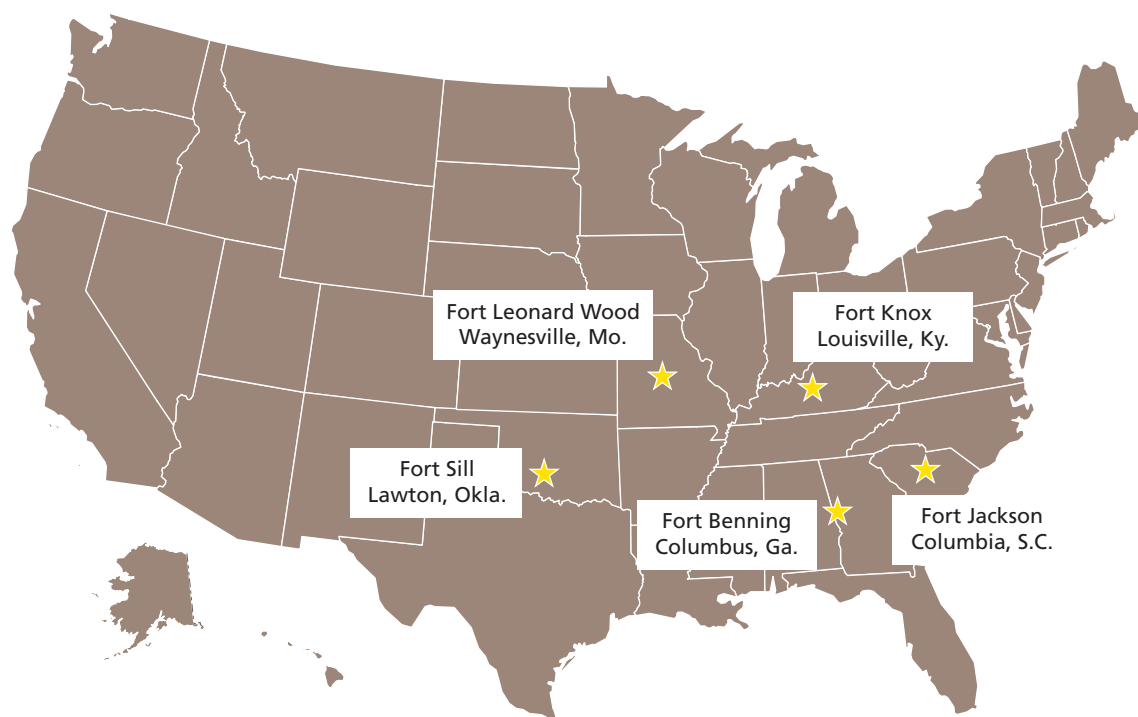 Fort Leonard Wood
Waynesville, Mo.
Fort Knox
Louisville, Ky.
Fort Sill
Lawton, Okla.
Fort Benning
Columbus, Ga.
Fort Jackson
Columbia, S.C.